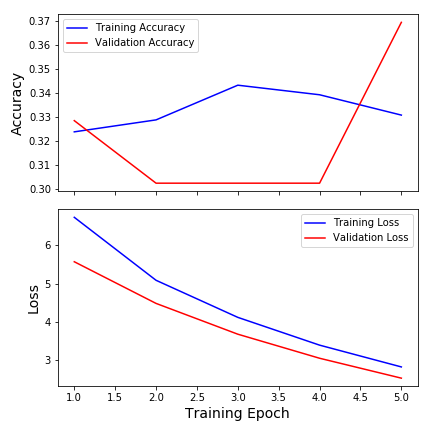 0.37
0.36
0.35
0.34
0.33
0.32
0.31
0.30
Accuracy
Training Accuracy
Validation Accuracy
6
5
4
3
Loss
Training Loss
Validation Loss
1.0 1.5 2.0 2.5 3.0 3.5 4.0 4.5 5.0
Training Epoch